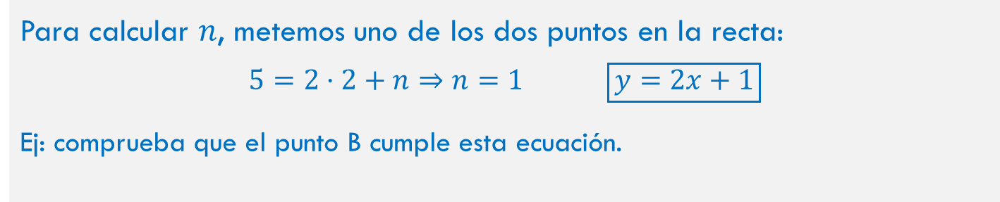 Para calcular n, metemos uno de los dos puntos en la recta:
5 = 2 · 2 + n ⇒ n = 1 y = 2x + 1
Ej: comprueba que el punto B cumple esta ecuación.